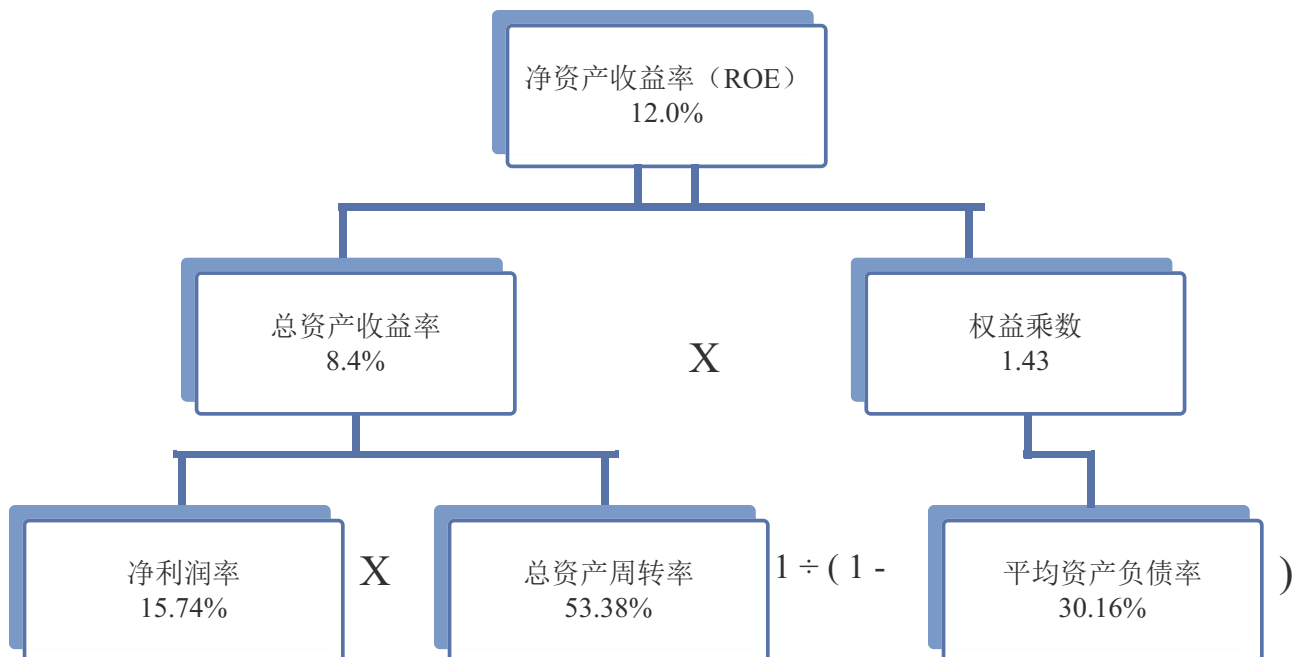 净资产收益率（ROE）
12.0%
总资产收益率
8.4%
X
权益乘数
1.43
净利润率
15.74%
X
总资产周转率
53.38%
1 ÷ ( 1 -
平均资产负债率
30.16%
)